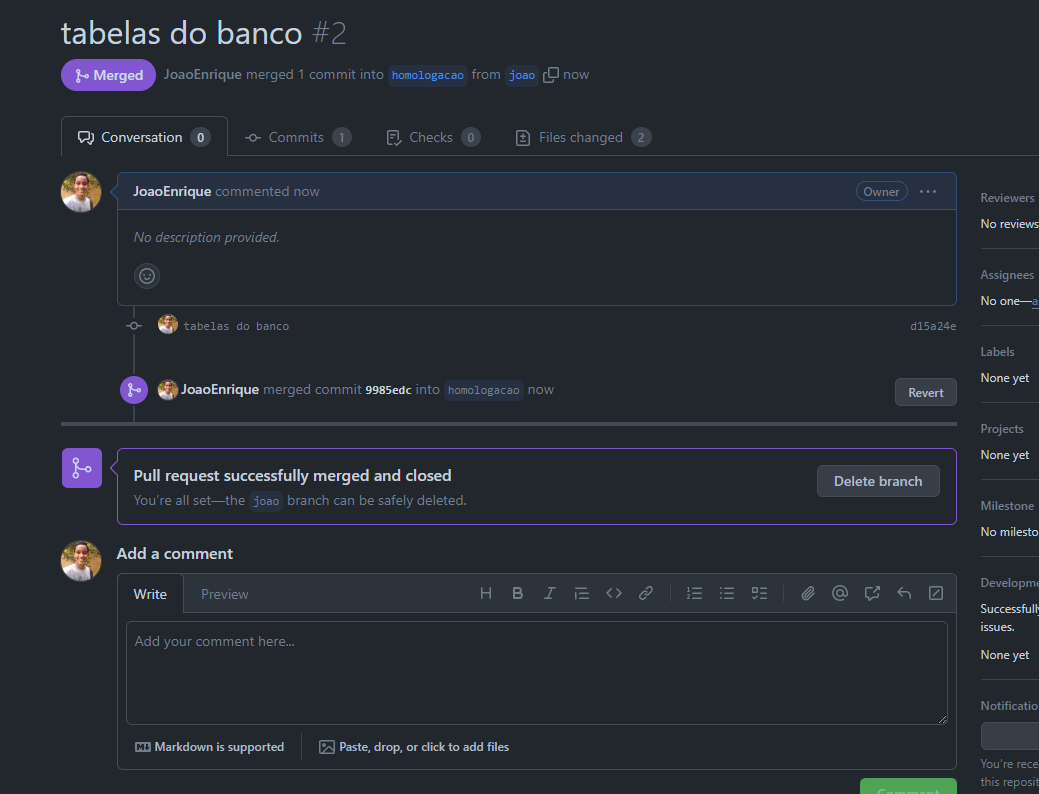 tabelas do banco #2
Merged JoaoEnrique merged 1 commit into homologacao from joao now
Conversation 0 Commits 1 Checks 0 Files changed 2
JoaoEnrique commented now Owner
No description provided.
tabelas do banco d15a24e
JoaoEnrique merged commit 9985edc into homologacao now Revert
Pull request successfully merged and closed
You're all set—the joao branch can be safely deleted.
Delete branch
Add a comment
Write Preview
Add your comment here...
Markdown is supported Paste, drop, or click to add files
Comment
Reviewers
No reviews
Assignees
No one—
Labels
None yet
Projects
None yet
Milestone
No milesto
Developme
Successfully
issues.
None yet
Notificatio
You're rece
this reposit